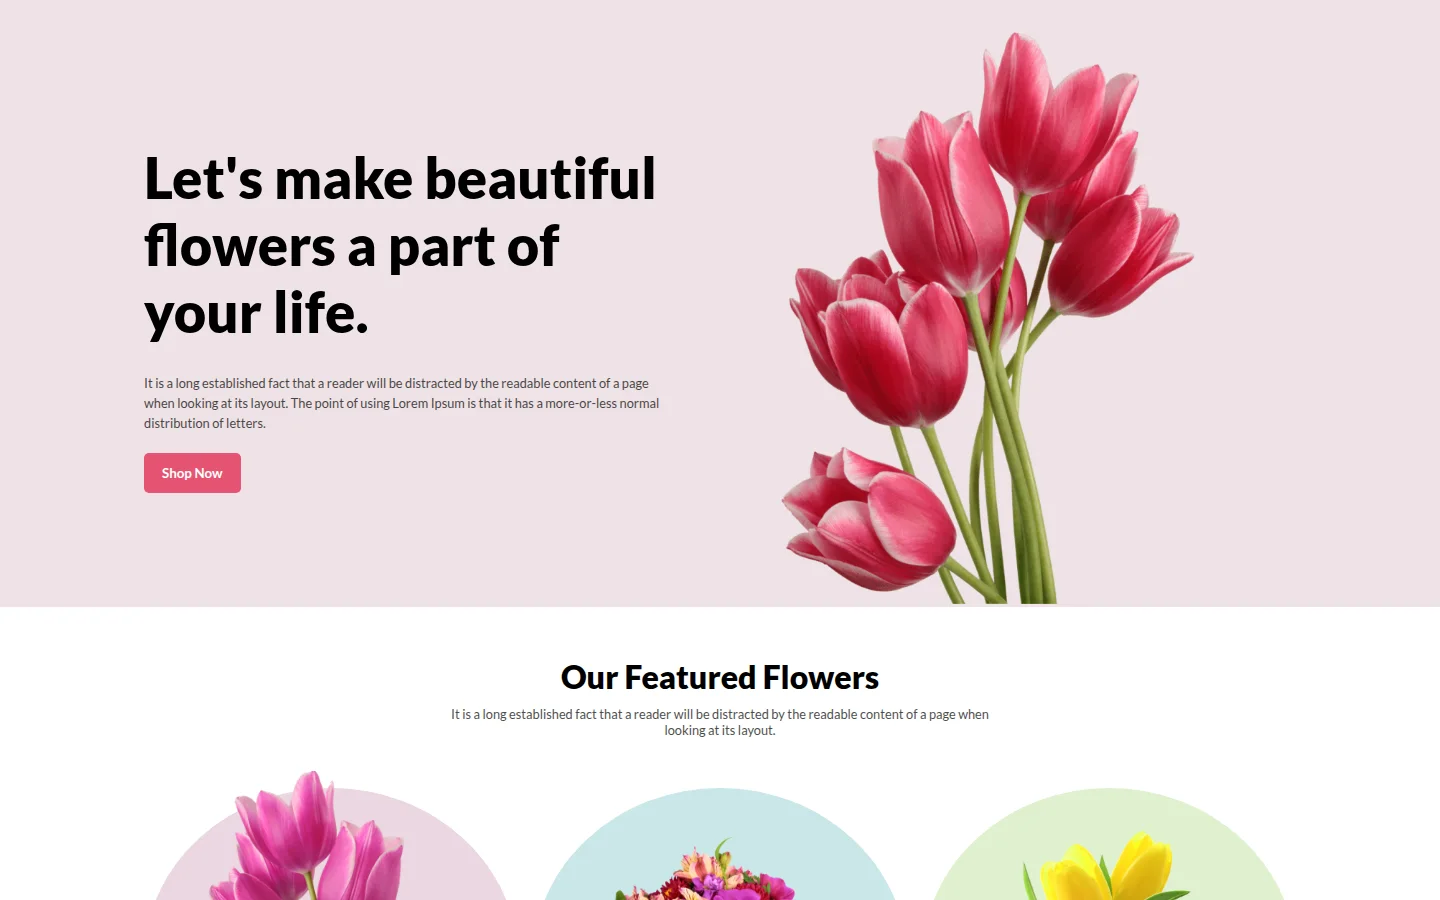 Let's make beautiful
flowers a part of
your life.
It is a long established fact that a reader will be distracted by the readable content of a page
when looking at its layout. The point of using Lorem Ipsum is that it has a more-or-less normal
distribution of letters.
Shop Now
Our Featured Flowers
It is a long established fact that a reader will be distracted by the readable content of a page when
looking at its layout.